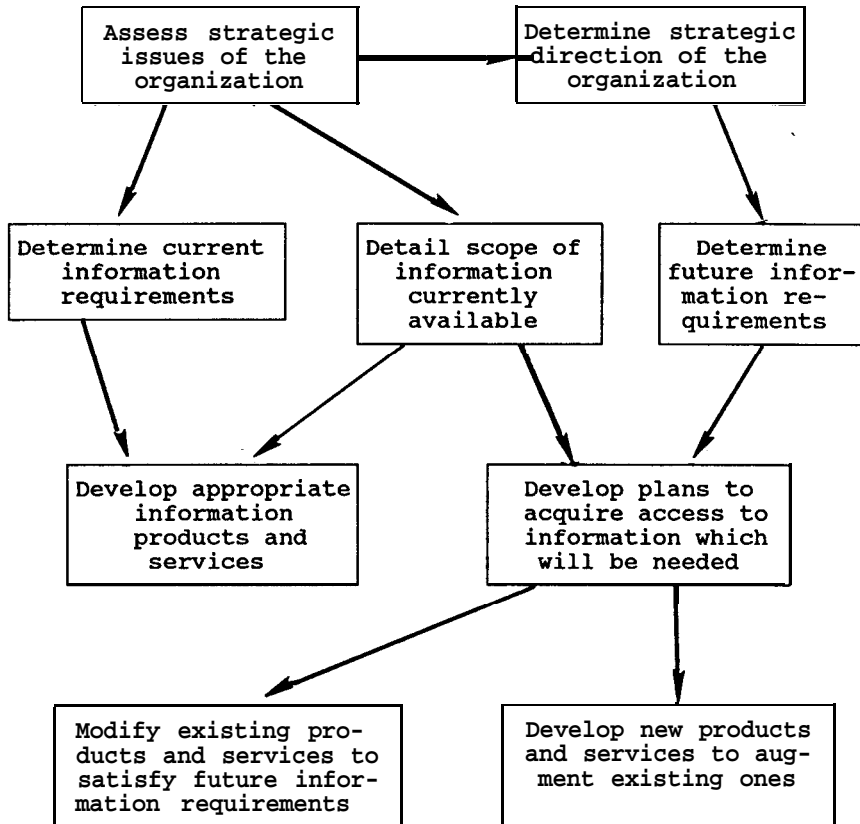 Assess strategic
issues of the
organization
Determine strategic
direction of the
organization
Determine current
information
requirements
Detail scope of
information
currently
available
Determine
future infor-
mation re-
quirements
Develop appropriate
information
products and
services
Develop plans to
acquire access to
information which
will be needed
Modify existing pro-
ducts and services to
satisfy future infor-
mation requirements
Develop new products
and services to aug-
ment existing ones